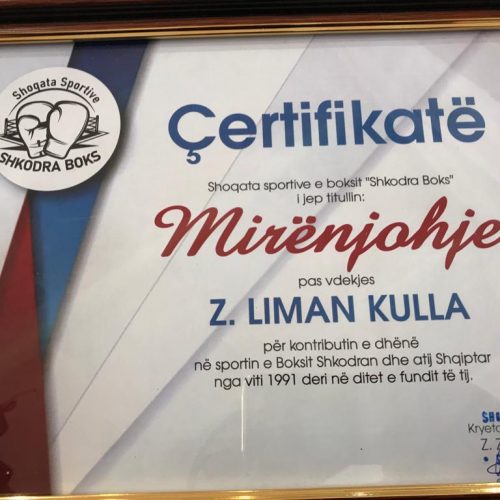 Shoqata Sportive
SHKODRA BOKS
Çertifikatë
Shoqata sportive e boksit "Shkodra Boks"
i jep titullin:
Mirënjohje
pas vdekjes
Z. LIMAN KULLA
për kontributin e dhënë
në sportin e Boksit Shkodran dhe atij Shqiptar
nga viti 1991 deri në ditet e fundit të tij.
Z.